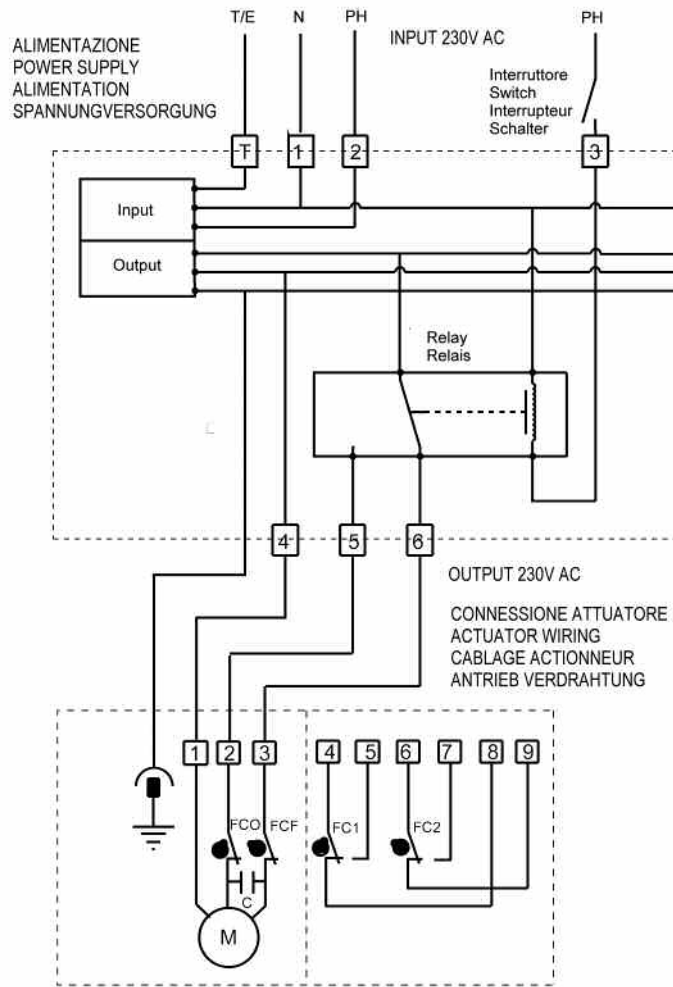 T/E N PH INPUT 230V AC PH
ALIMENTAZIONE
POWER SUPPLY
ALIMENTATION
SPANNUNGVERSORGUNG
Interruttore
Switch
Interrupteur
Schalter
T 1 2 3
Input
Output
Relay
Relais
4 5 6
OUTPUT 230V AC
CONNESSIONE ATTUATORE
ACTUATOR WIRING
CABLAGE ACTIONNEUR
ANTRIEB VERDRAHTUNG
1 2 3 4 5 6 7 8 9
FCO FCF FC1 FC2
C
M